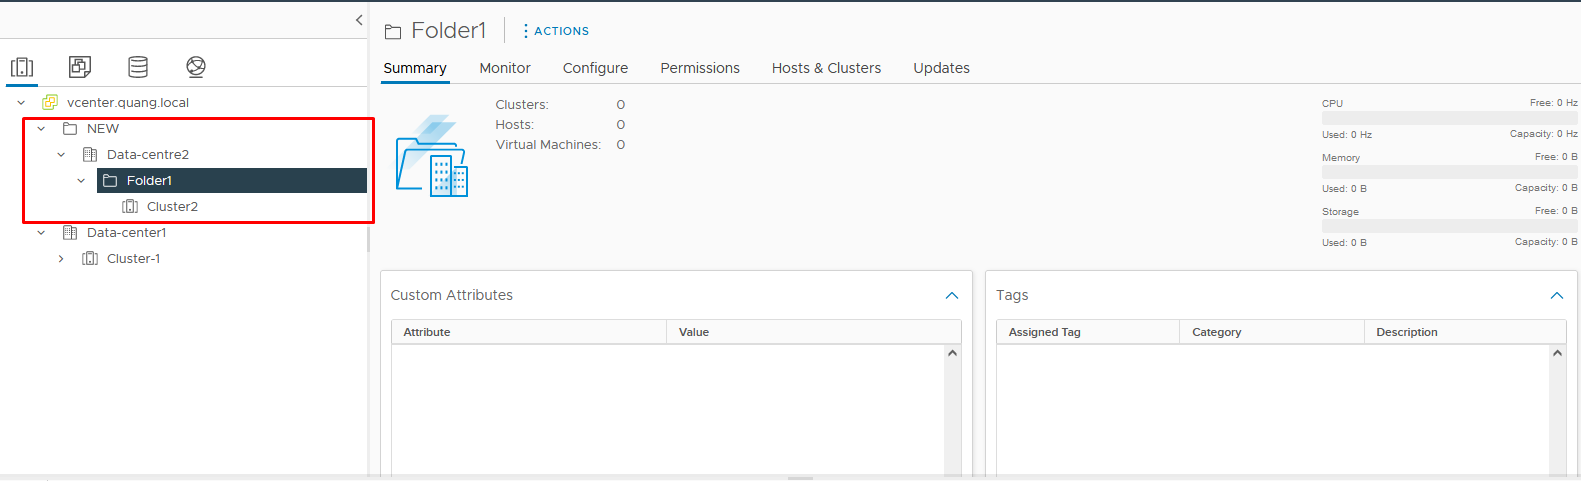 Folder1
ACTIONS
Summary Monitor Configure Permissions Hosts & Clusters Updates
vcenter.quang.local
NEW
Data-centre2
Folder1
Cluster2
Data-center1
Cluster-1
Clusters: 0
Hosts: 0
Virtual Machines: 0
CPU Free: 0 Hz
Used: 0 Hz Capacity: 0 Hz
Memory Free: 0 B
Used: 0 B Capacity: 0 B
Storage Free: 0 B
Used: 0 B Capacity: 0 B
Custom Attributes
Attribute Value
Tags
Assigned Tag Category Description